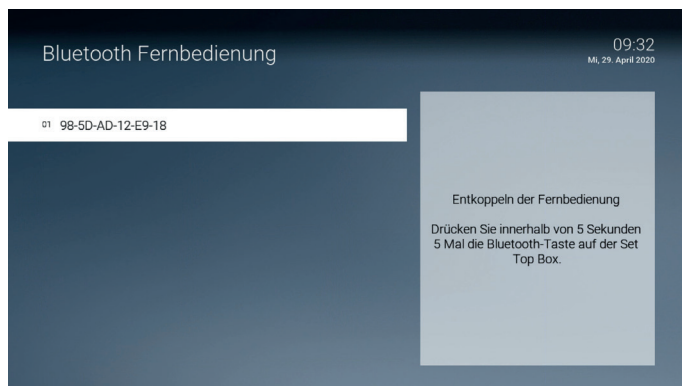 Bluetooth Fernbedienung
09:32
Mi, 29. April 2020
01 98-5D-AD-12-E9-18
Entkoppeln der Fernbedienung
Drücken Sie innerhalb von 5 Sekunden
5 Mal die Bluetooth-Taste auf der Set
Top Box.